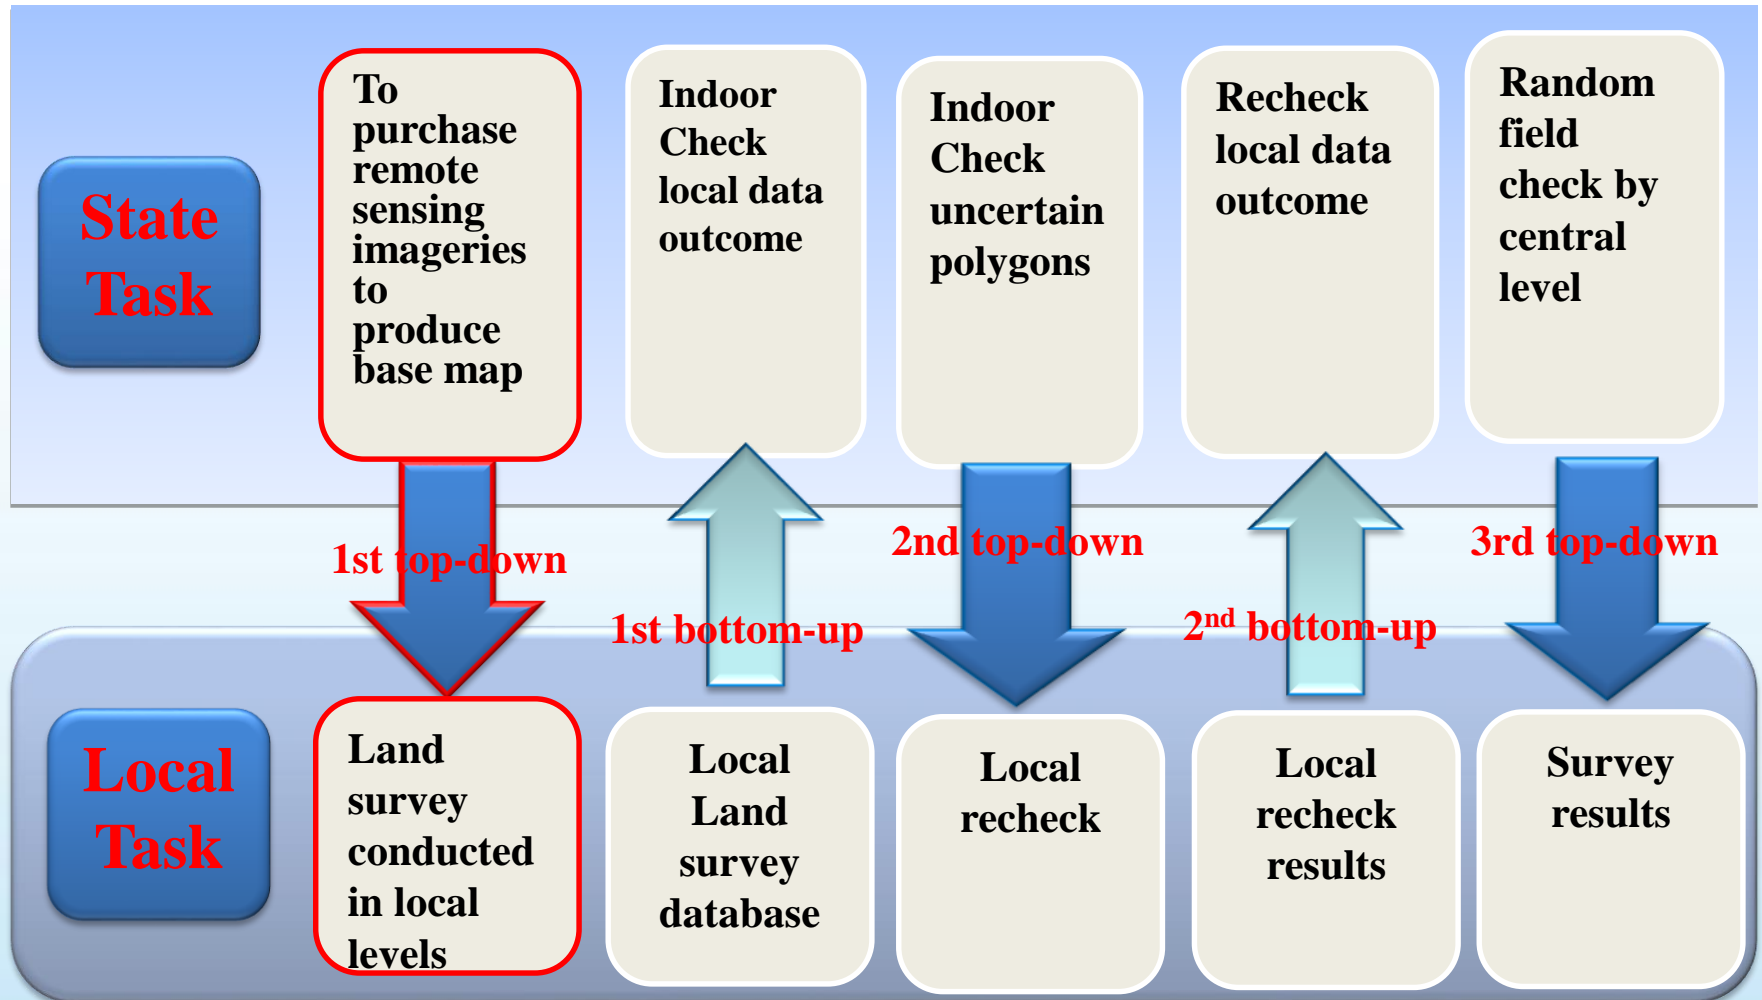 State
Task
To
purchase
remote
sensing
imageries
to
produce
base map
Indoor
Check
local data
outcome
Indoor
Check
uncertain
polygons
Recheck
local data
outcome
Random
field
check by
central
level
1st top-down
1st bottom-up
2nd top-down
2nd bottom-up
3rd top-down
Local
Task
Land
survey
conducted
in local
levels
Local
Land
survey
database
Local
recheck
Local
recheck
results
Survey
results